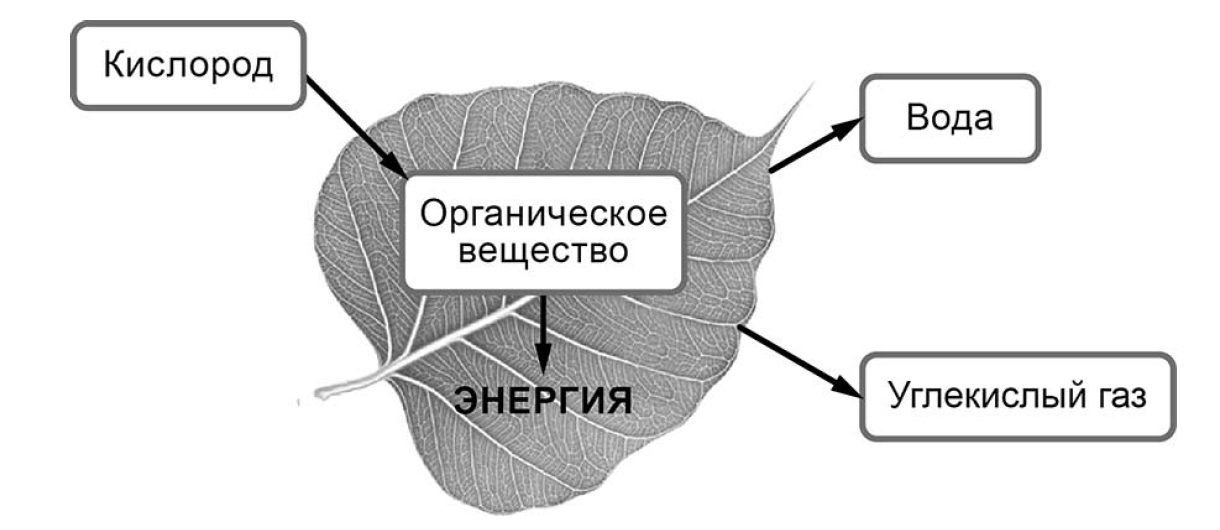 Кислород
Вода
Органическое
вещество
ЭНЕРГИЯ
Углекислый газ